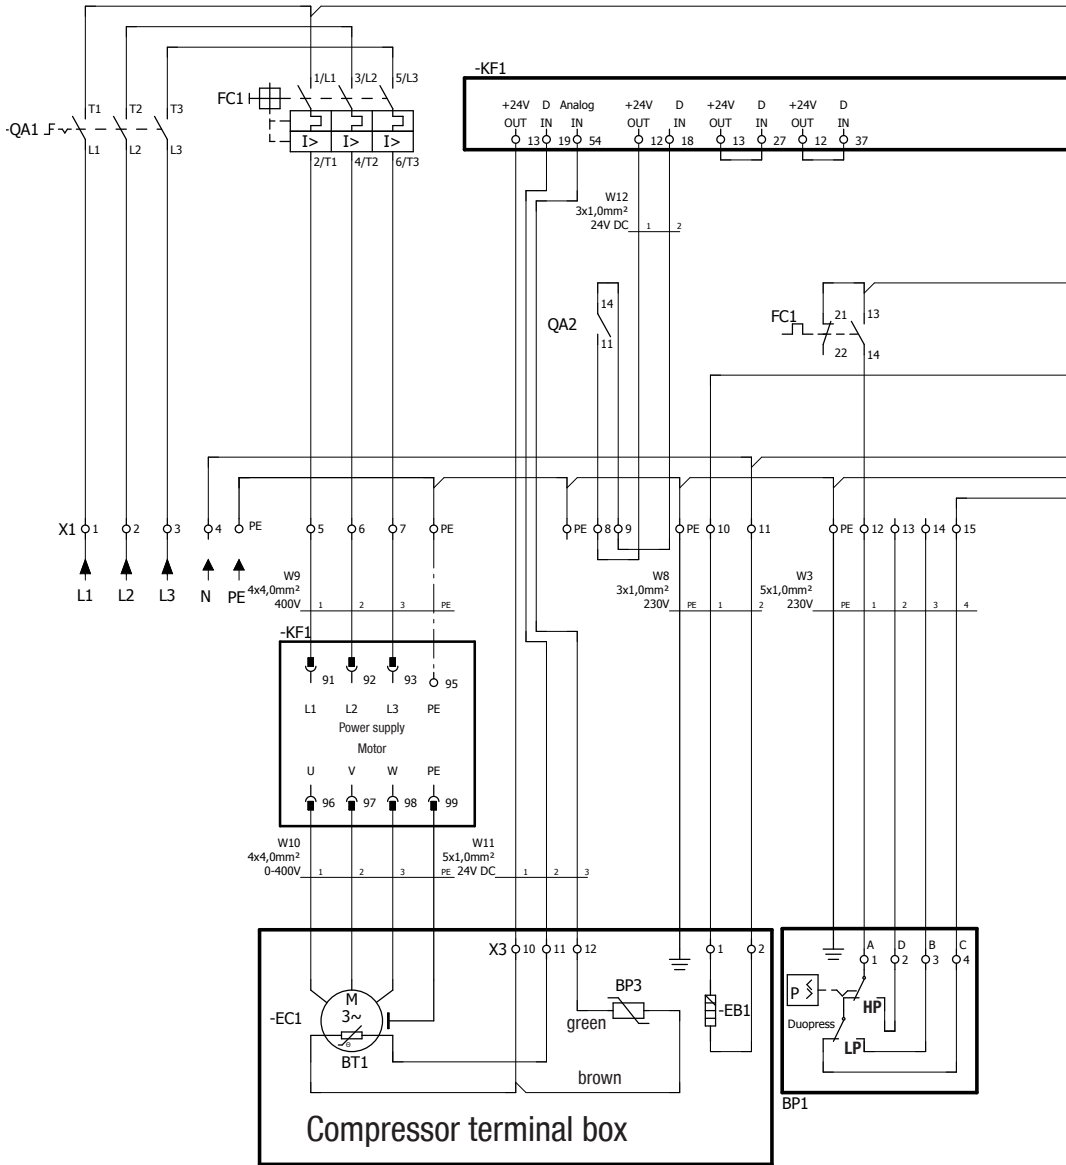 -KF1
+24V D Analog +24V D +24V D +24V D
OUT IN IN OUT IN OUT IN OUT IN
13 19 54 12 18 13 27 12 37
1/L1 3/L2 5/L3
FC1
T1 T2 T3
-QA1
L1 L2 L3
I> I> I>
2/T1 4/T2 6/T3
W12
3x1,0mm²
24V DC 1 2
14
QA2
11
FC1 21 13
22 14
X1 1 2 3 4 PE 5 6 7 PE PE 8 9 PE 10 11 PE 12 13 14 15
L1 L2 L3 N PE
W9
4x4,0mm²
400V 1 2 3 PE
W8
3x1,0mm²
230V PE 1 2
W3
5x1,0mm²
230V PE 1 2 3 4
-KF1
91 92 93 95
L1 L2 L3 PE
Power supply
Motor
U V W PE
96 97 98 99
W10
4x4,0mm²
0-400V 1 2 3 PE
W11
5x1,0mm²
24V DC 1 2 3
X3 10 11 12 1 2
A D B C
1 2 3 4
-EC1
M
3~
ϑ
BT1
BP3
green
brown
-EB1
P
HP
Duopress
LP
BP1
Compressor terminal box